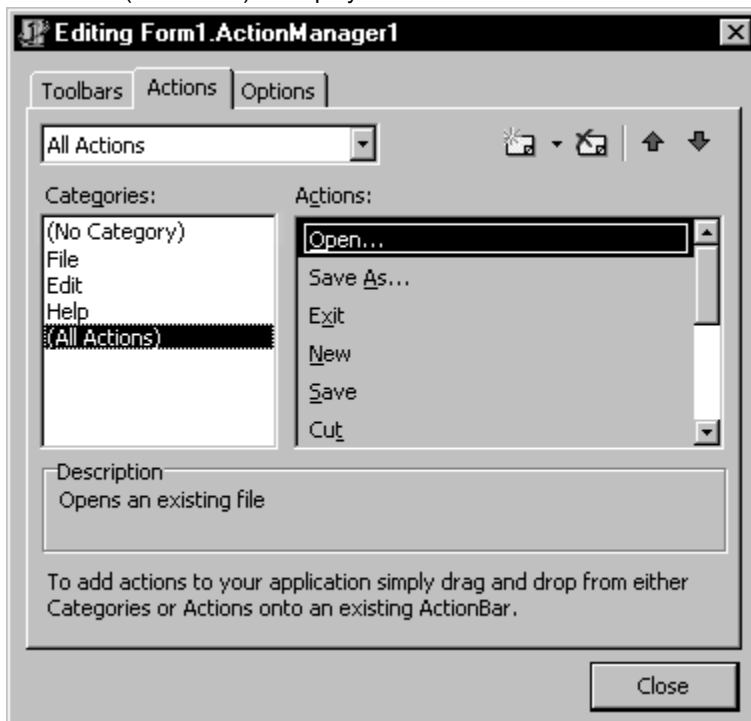 Editing Form1.ActionManager1
Toolbars Actions Options
All Actions
Categories: Actions:
(No Category)
File
Edit
Help
(All Actions)
Open...
Save As...
Exit
New
Save
Cut
Description
Opens an existing file
To add actions to your application simply drag and drop from either
Categories or Actions onto an existing ActionBar.
Close